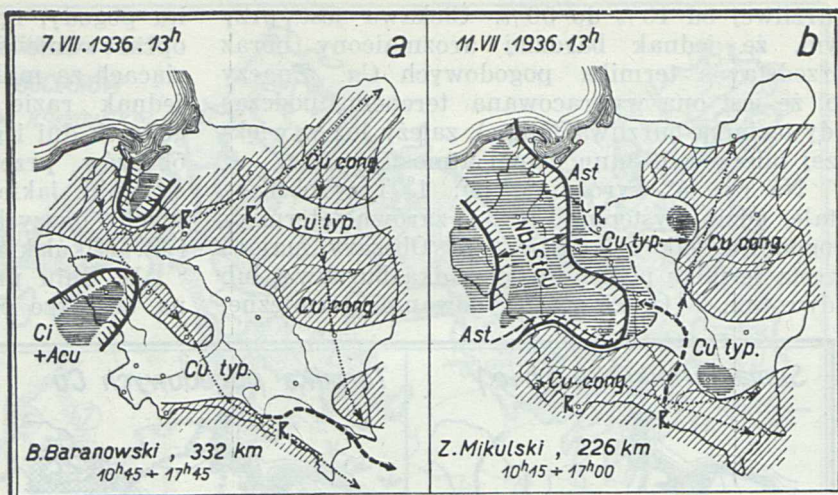 7.VII.1936.13h
a
Cu cong.
Cu typ.
Cu cong.
Ci
+Acu
Cu typ.
B.Baranowski, 332 km
10h45 ÷ 17h45
11.VII.1936.13h
b
Ast
Nb/Stcu
Cu typ.
Cu cong.
Ast
Cu typ.
Cu cong.
Z.Mikulski, 226 km
10h15 ÷ 17h00